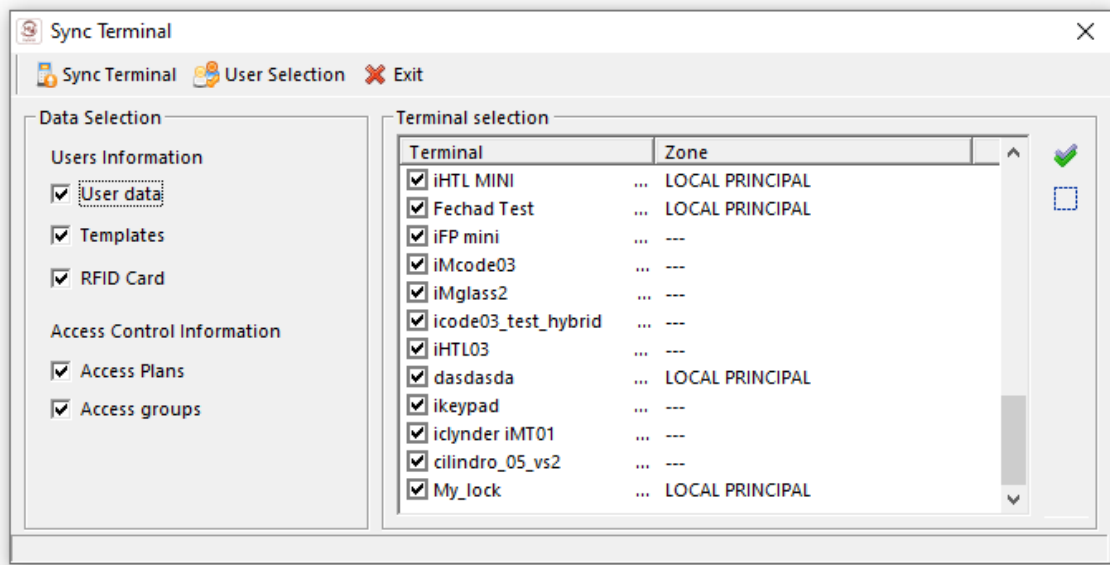 Sync Terminal
Sync Terminal User Selection Exit
Data Selection
Users Information
User data
Templates
RFID Card
Access Control Information
Access Plans
Access groups
Terminal selection
Terminal Zone
iHTL MINI ... LOCAL PRINCIPAL
Fechad Test ... LOCAL PRINCIPAL
iFP mini ... ---
iMcode03 ... ---
iMglass2 ... ---
icode03_test_hybrid ... ---
iHTL03 ... ---
dasdasda ... LOCAL PRINCIPAL
ikeypad ... ---
iclynder iMT01 ... ---
cilindro_05_vs2 ... ---
My_lock ... LOCAL PRINCIPAL